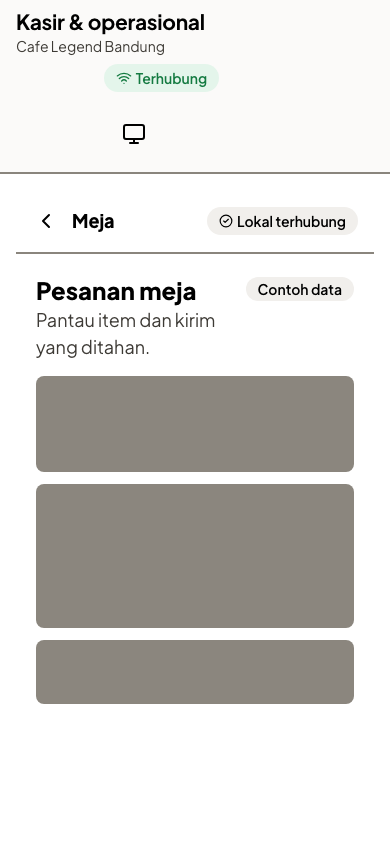 Kasir & operasional
Cafe Legend Bandung
Terhubung
Meja
Lokal terhubung
Pesanan meja
Contoh data
Pantau item dan kirim
yang ditahan.